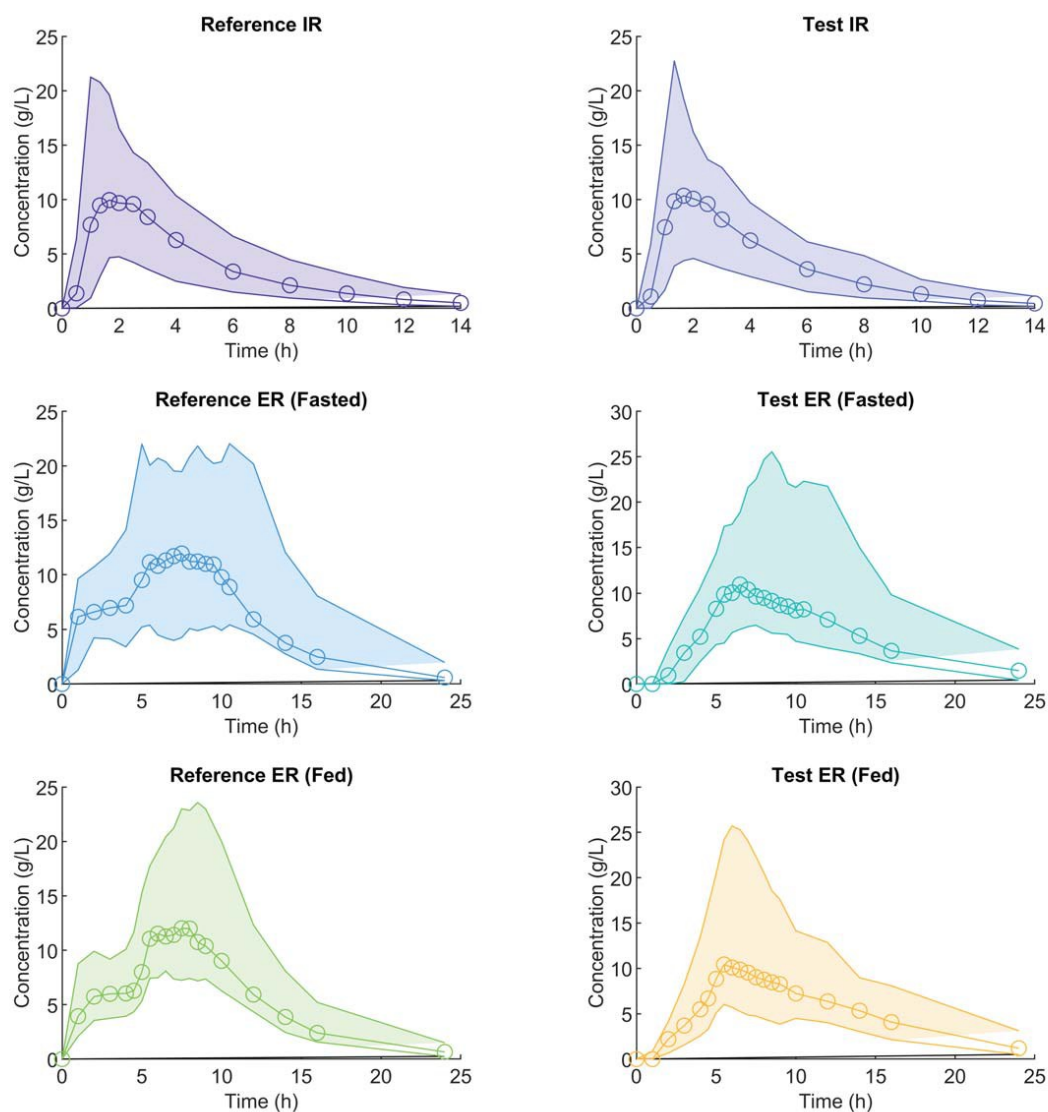 Reference IR
Test IR
Concentration (g/L)
25
20
15
10
5
0
0 2 4 6 8 10 12 14
Time (h)
Concentration (g/L)
25
20
15
10
5
0
0 2 4 6 8 10 12 14
Time (h)
Reference ER (Fasted)
Test ER (Fasted)
Concentration (g/L)
25
20
15
10
5
0
0 5 10 15 20 25
Time (h)
Concentration (g/L)
30
25
20
15
10
5
0
0 5 10 15 20 25
Time (h)
Reference ER (Fed)
Test ER (Fed)
Concentration (g/L)
25
20
15
10
5
0
0 5 10 15 20 25
Time (h)
Concentration (g/L)
30
25
20
15
10
5
0
0 5 10 15 20 25
Time (h)